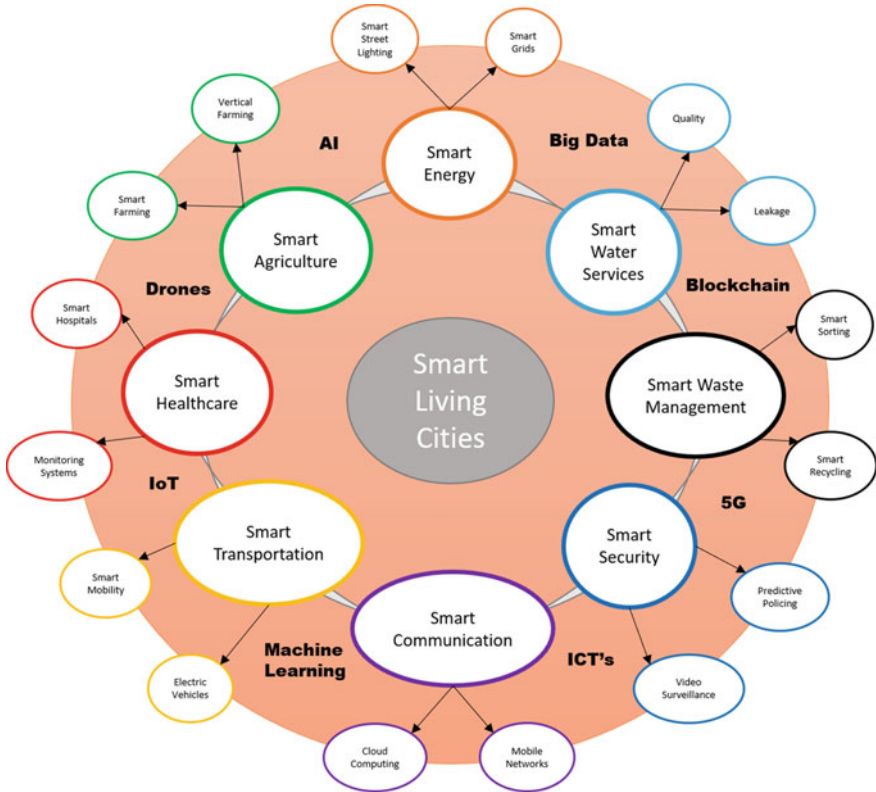 Smart
Street
Lighting
Smart
Grids
Vertical
Farming
AI
Smart
Energy
Big Data
Quality
Smart
Farming
Smart
Agriculture
Smart
Water
Services
Leakage
Drones
Blockchain
Smart
Hospitals
Smart
Sorting
Smart
Healthcare
Smart
Living
Cities
Smart Waste
Management
Monitoring
Systems
IoT
Smart
Recycling
5G
Smart
Transportation
Smart
Security
Smart
Mobility
Predictive
Policing
Smart
Communication
Machine
Learning
ICT's
Electric
Vehicles
Video
Surveillance
Cloud
Computing
Mobile
Networks